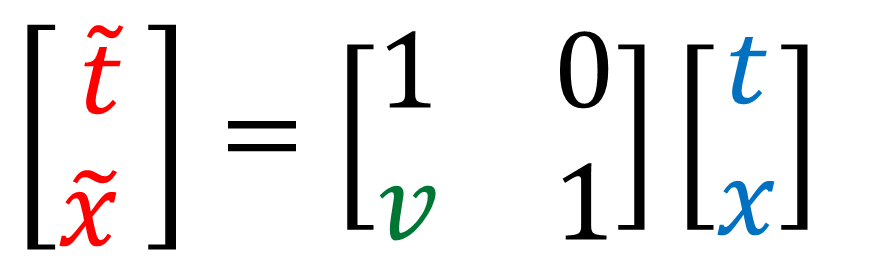 [t̃] = [1 0] [t]
[x̃] [v 1] [x]